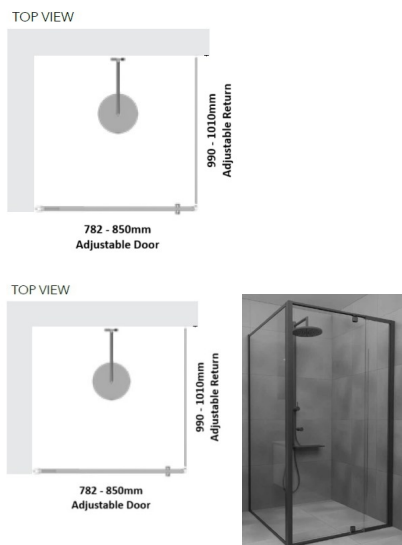 TOP VIEW
990 - 1010mm
Adjustable Return
782 - 850mm
Adjustable Door
TOP VIEW
990 - 1010mm
Adjustable Return
782 - 850mm
Adjustable Door